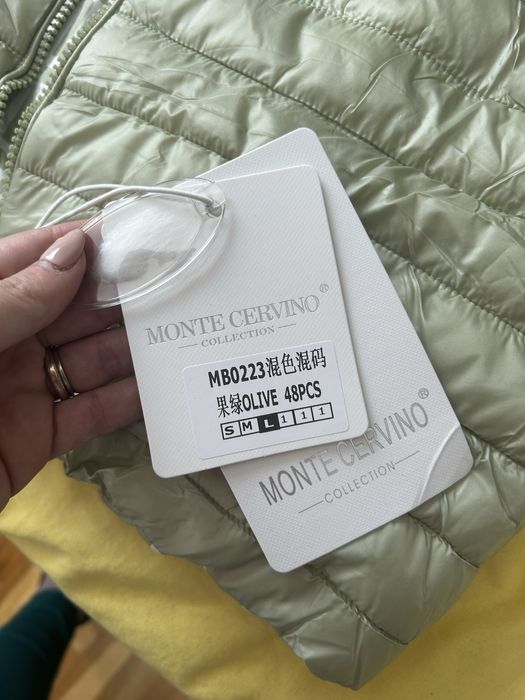 MONTE CERVINO®
COLLECTION
MB0223混色混码
果绿OLIVE 48PCS
S M L 1 1 1
MONTE CERVINO®
COLLECTION